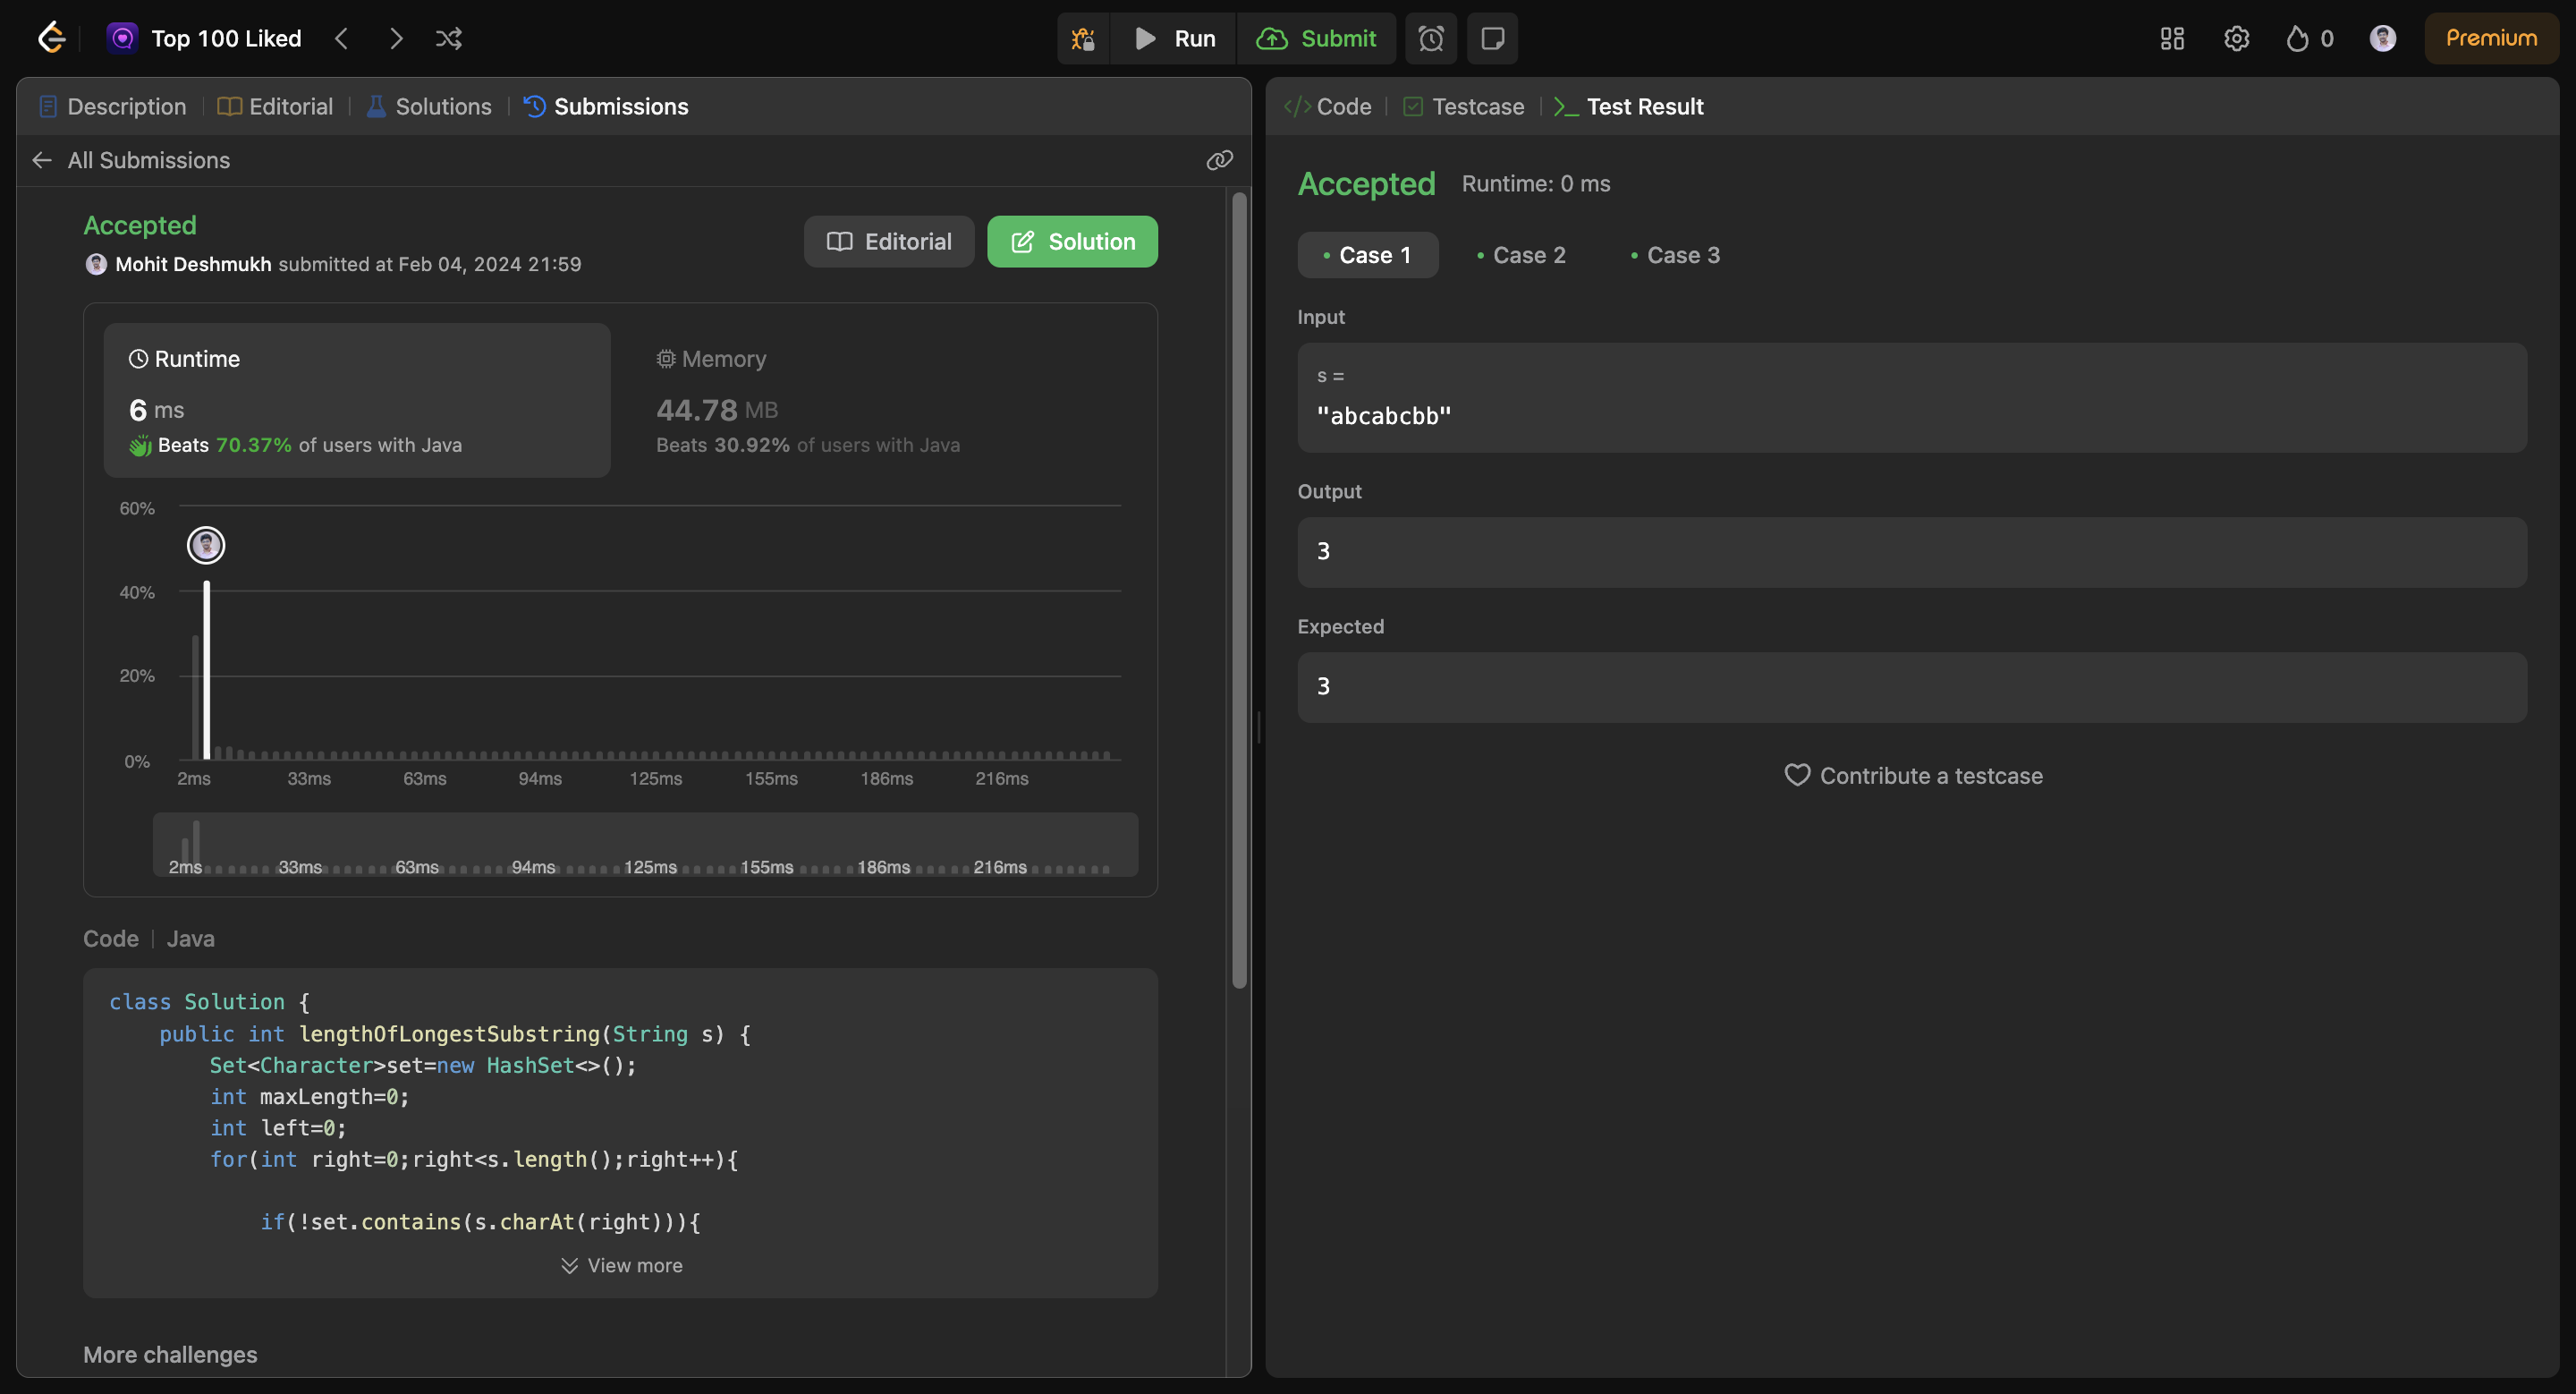 Top 100 Liked
Run
Submit
0
Premium
Description
Editorial
Solutions
Submissions
All Submissions
Accepted
Mohit Deshmukh submitted at Feb 04, 2024 21:59
Editorial
Solution
Runtime
6 ms
Beats 70.37% of users with Java
Memory
44.78 MB
Beats 30.92% of users with Java
60%
40%
20%
0%
2ms 33ms 63ms 94ms 125ms 155ms 186ms 216ms
2ms 33ms 63ms 94ms 125ms 155ms 186ms 216ms
Code | Java
class Solution {
    public int lengthOfLongestSubstring(String s) {
        Set<Character>set=new HashSet<>();
        int maxLength=0;
        int left=0;
        for(int right=0;right<s.length();right++){
            if(!set.contains(s.charAt(right))){
View more
More challenges
</> Code
Testcase
>_ Test Result
Accepted Runtime: 0 ms
• Case 1 • Case 2 • Case 3
Input
s =
"abcabcbb"
Output
3
Expected
3
Contribute a testcase